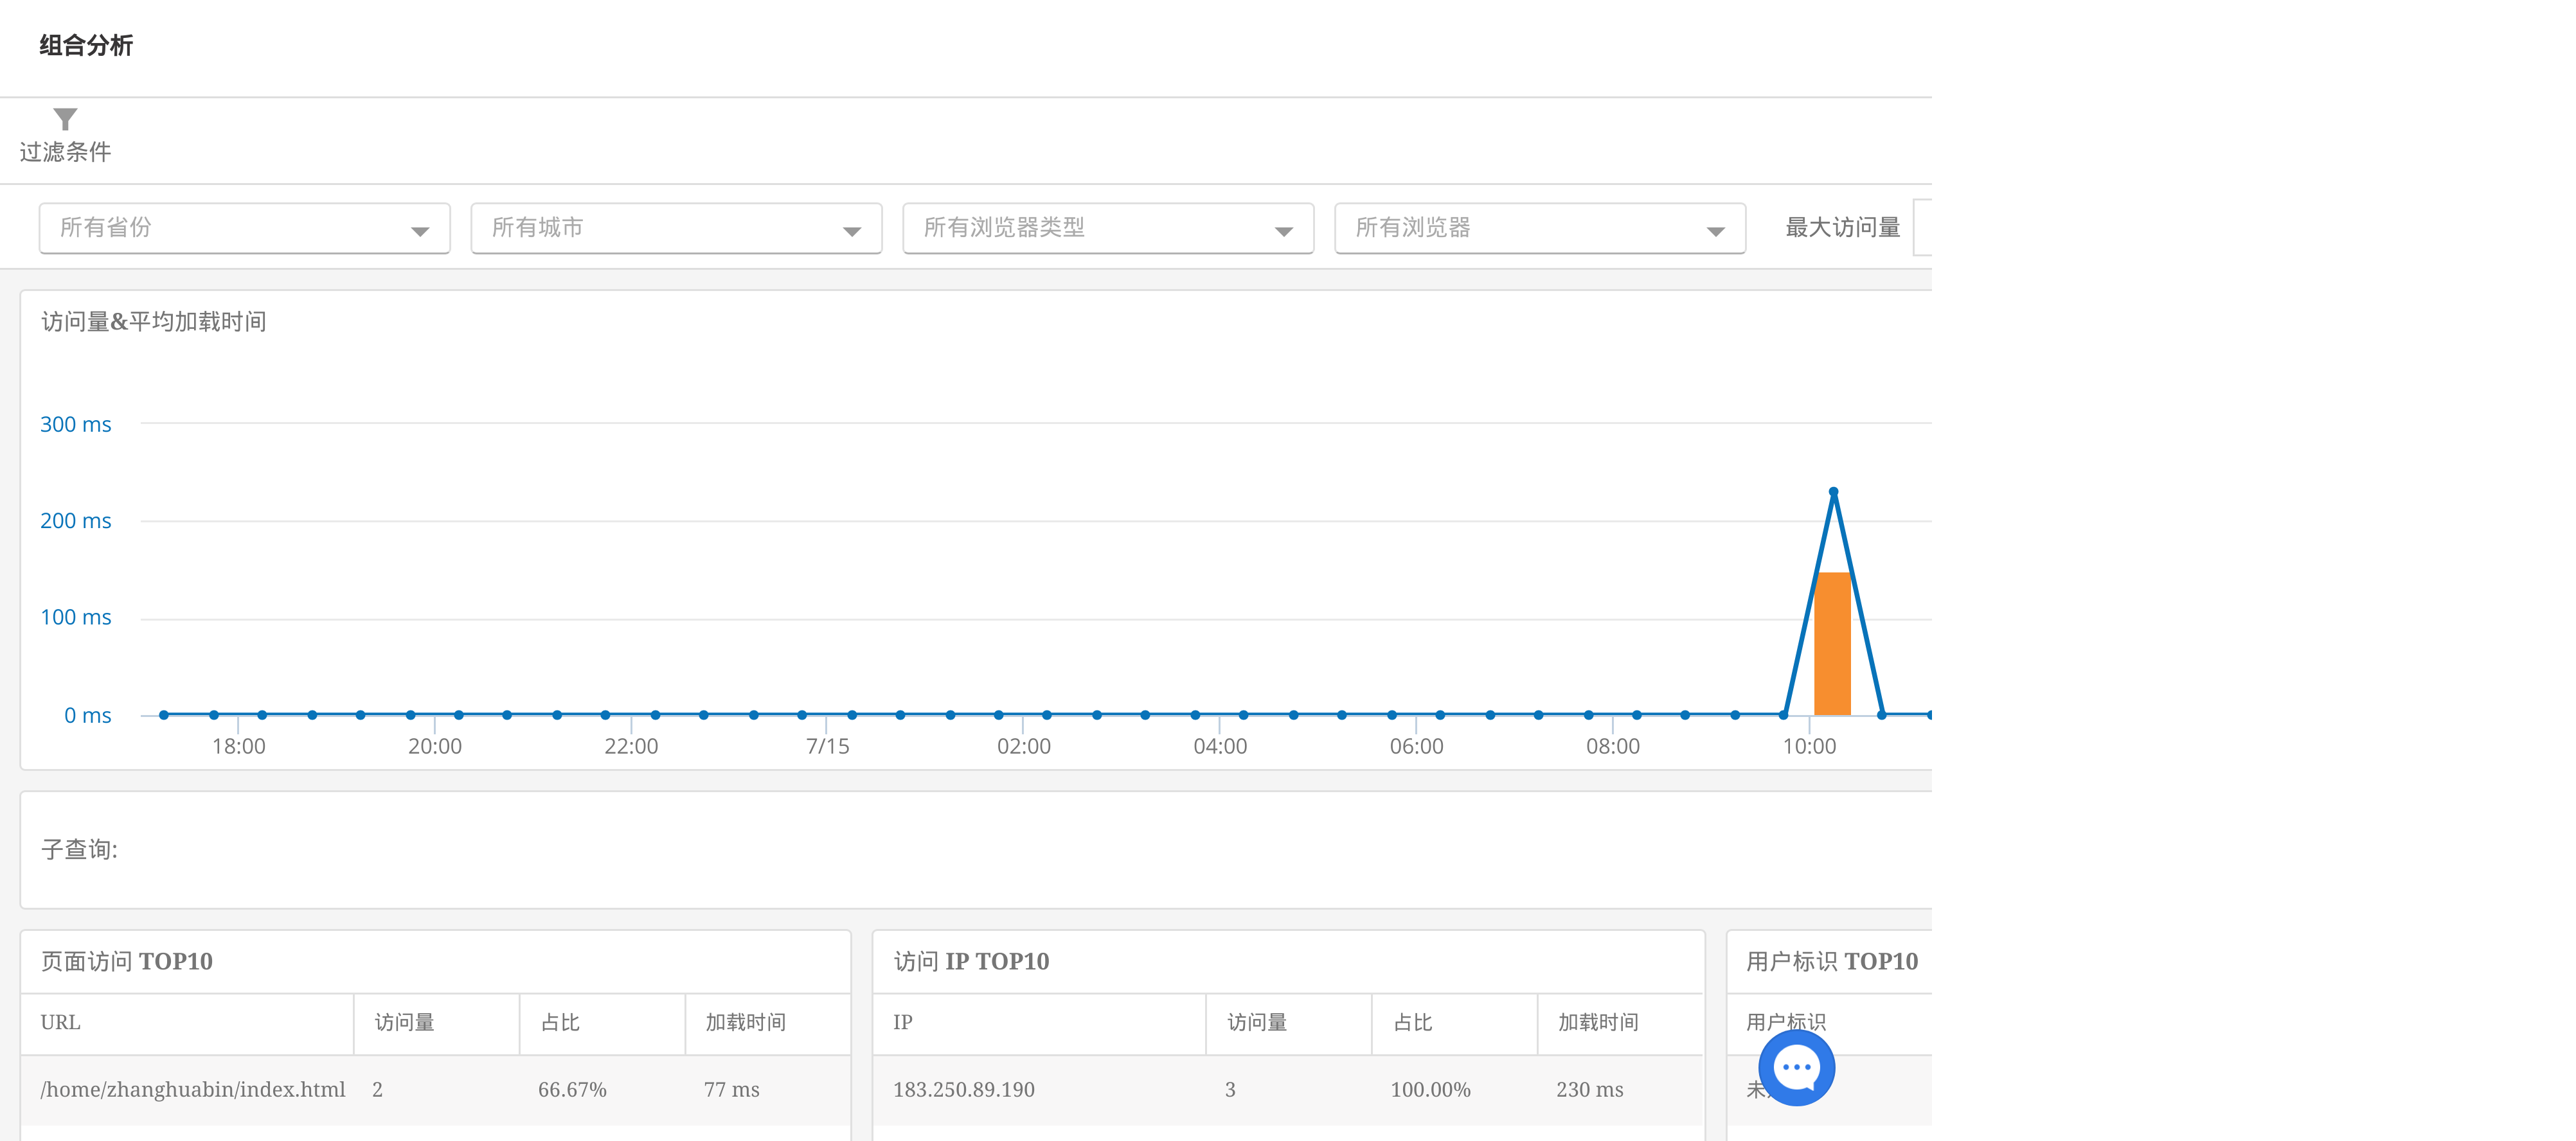 组合分析
过滤条件
所有省份 所有城市 所有浏览器类型 所有浏览器 最大访问量
访问量&平均加载时间
300 ms
200 ms
100 ms
0 ms
18:00 20:00 22:00 7/15 02:00 04:00 06:00 08:00 10:00
子查询:
页面访问 TOP10
URL 访问量 占比 加载时间
/home/zhanghuabin/index.html 2 66.67% 77 ms
访问 IP TOP10
IP 访问量 占比 加载时间
183.250.89.190 3 100.00% 230 ms
用户标识 TOP10
用户标识
未